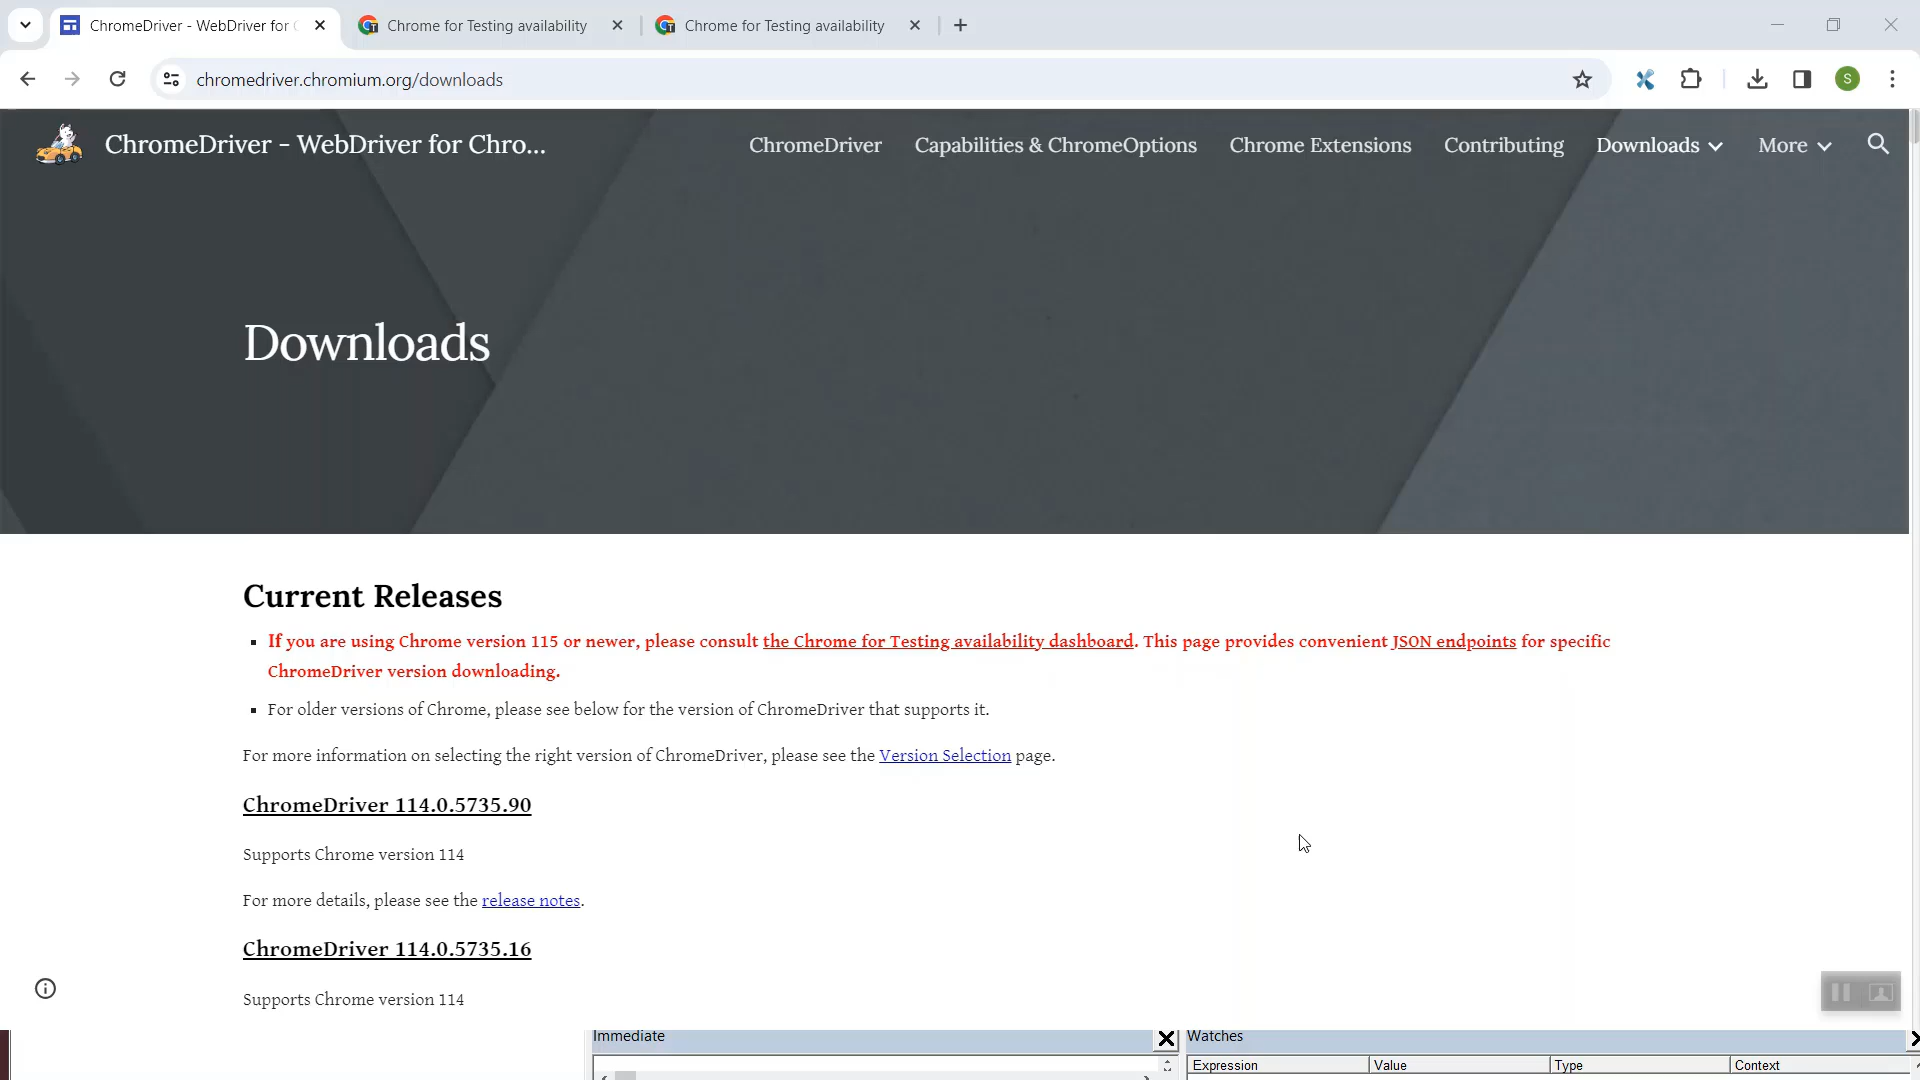 ChromeDriver - WebDriver for C
Chrome for Testing availability
Chrome for Testing availability
chromedriver.chromium.org/downloads
S
ChromeDriver - WebDriver for Chro...
ChromeDriver
Capabilities & ChromeOptions
Chrome Extensions
Contributing
Downloads
More
Downloads
Current Releases
If you are using Chrome version 115 or newer, please consult the Chrome for Testing availability dashboard. This page provides convenient JSON endpoints for specific
ChromeDriver version downloading.
For older versions of Chrome, please see below for the version of ChromeDriver that supports it.
For more information on selecting the right version of ChromeDriver, please see the Version Selection page.
ChromeDriver 114.0.5735.90
Supports Chrome version 114
For more details, please see the release notes.
ChromeDriver 114.0.5735.16
Supports Chrome version 114
Immediate
Watches
Expression
Value
Type
Context